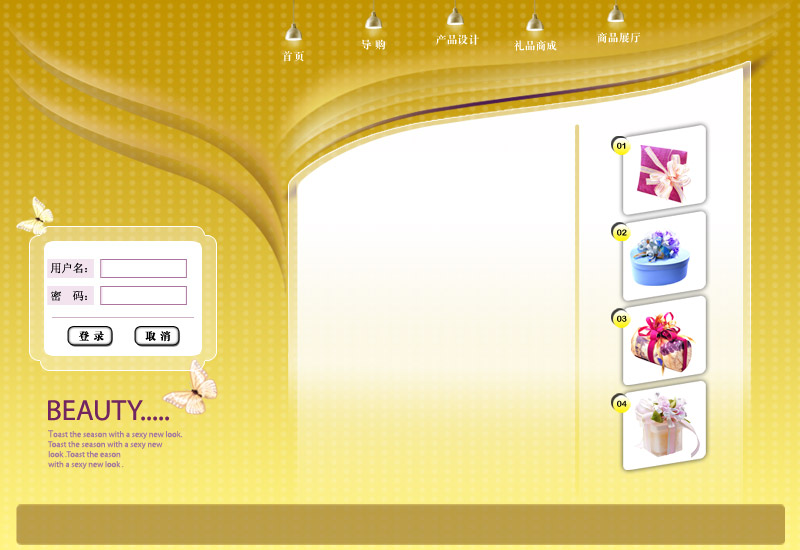 首 页
导 购
产品设计
礼品商成
商品展厅
01
02
用户名：
密　码：
03
登 录
取 消
04
BEAUTY.....
Toast the season with a sexy new look.
Toast the season with a sexy new
look .Toast the eason
with a sexy new look .